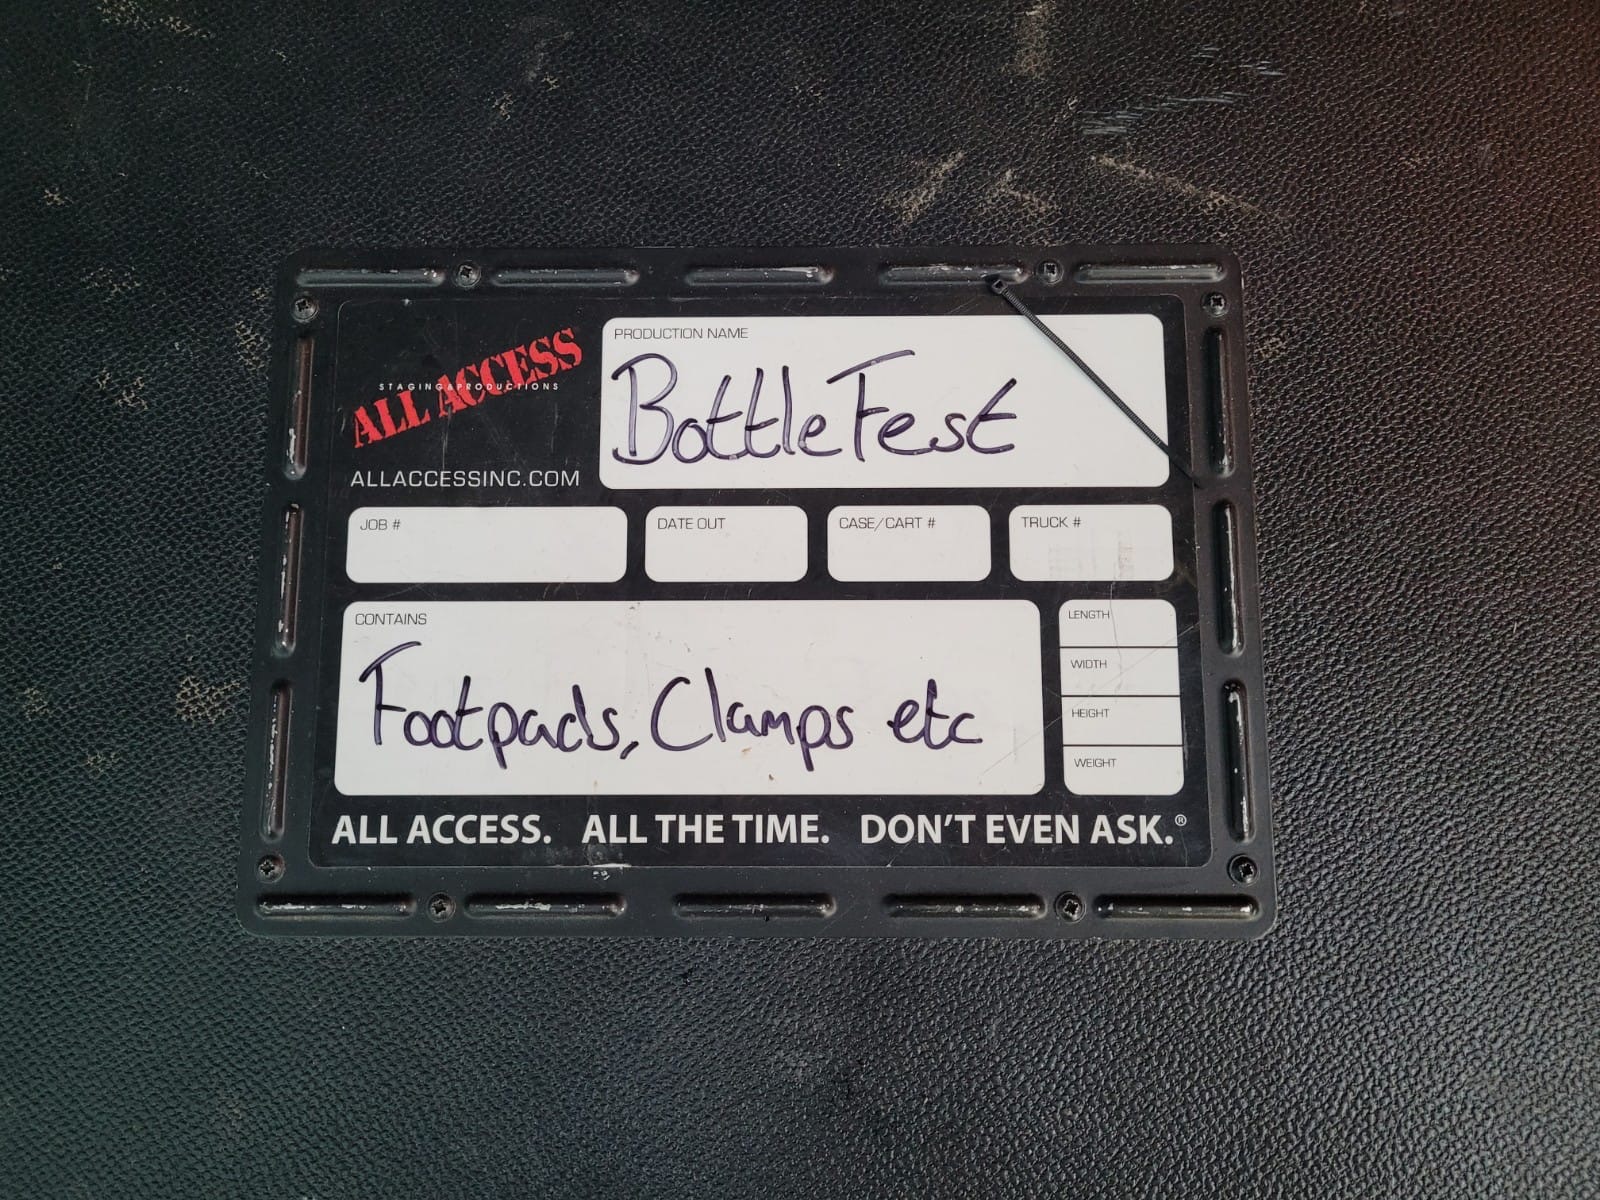 ALL ACCESS
STAGING & PRODUCTIONS
ALLACCESSINC.COM
PRODUCTION NAME
BottleFest
JOB #
DATE OUT
CASE/CART #
TRUCK #
CONTAINS
Footpads, Clamps etc
LENGTH
WIDTH
HEIGHT
WEIGHT
ALL ACCESS. ALL THE TIME. DON'T EVEN ASK.®